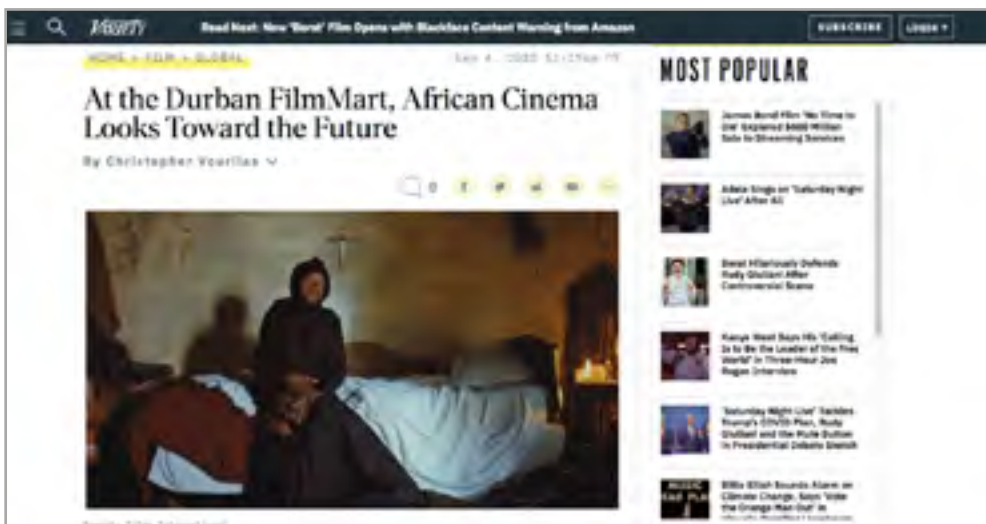 VARIETY
Read Next: New 'Borat' Film Opens with Blackface Content Warning from Amazon
SUBSCRIBE
LOGIN
HOME > FILM > GLOBAL
Sep 4, 2020
At the Durban FilmMart, African Cinema
Looks Toward the Future
By Christopher Vourlias
0
MOST POPULAR
James Bond Film 'No Time to
Die' Explored $600 Million
Sale to Streaming Services
Adele Sings on 'Saturday Night
Live' After All
Borat Hilariously Defends
Rudy Giuliani After
Controversial Scene
Kanye West Says His 'Calling
Is to Be the Leader of the Free
World' in Three-Hour Joe
Rogan Interview
'Saturday Night Live' Tackles
Trump's COVID Plan, Rudy
Giuliani and the Mute Button
in Presidential Debate Sketch
Billie Eilish Sounds Alarm on
Climate Change, Says 'Vote
the Orange Man Out' in